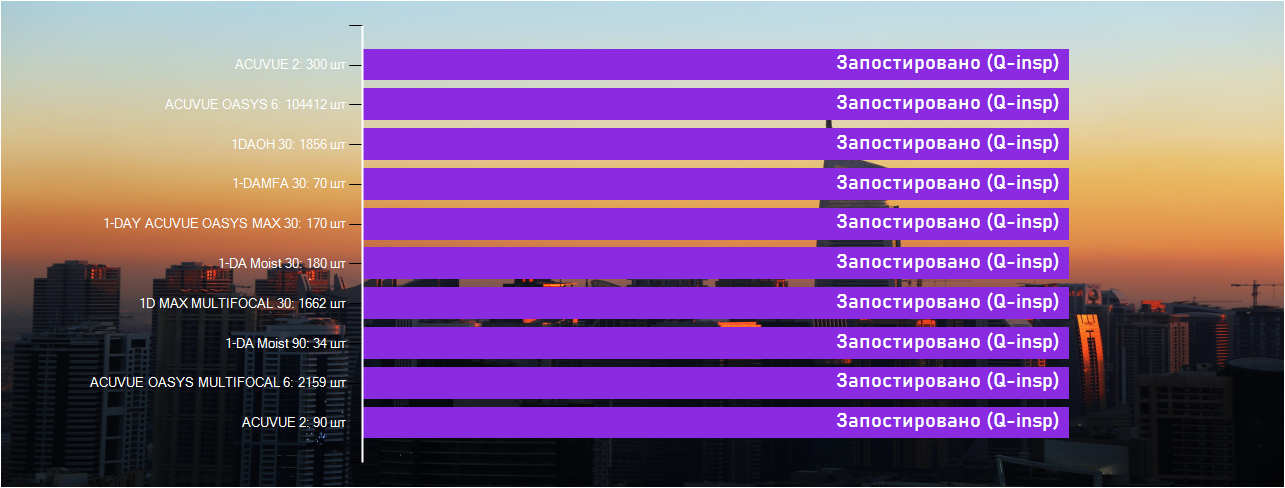 ACUVUE 2: 300 шт Запостировано (Q-insp)
ACUVUE OASYS 6: 104412 шт Запостировано (Q-insp)
1DAOH 30: 1856 шт Запостировано (Q-insp)
1-DAMFA 30: 70 шт Запостировано (Q-insp)
1-DAY ACUVUE OASYS MAX 30: 170 шт Запостировано (Q-insp)
1-DA Moist 30: 180 шт Запостировано (Q-insp)
1D MAX MULTIFOCAL 30: 1662 шт Запостировано (Q-insp)
1-DA Moist 90: 34 шт Запостировано (Q-insp)
ACUVUE OASYS MULTIFOCAL 6: 2159 шт Запостировано (Q-insp)
ACUVUE 2: 90 шт Запостировано (Q-insp)